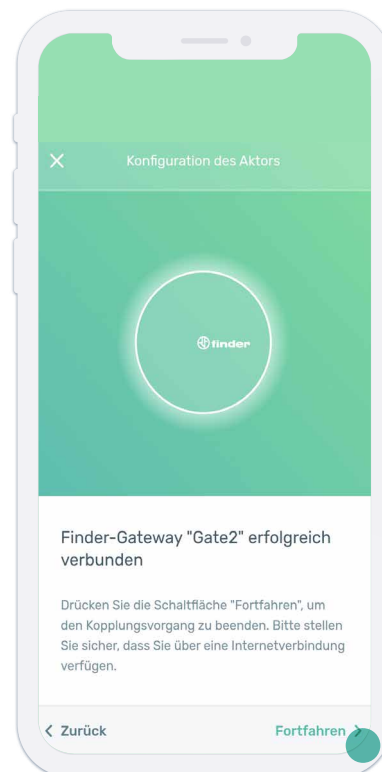 Konfiguration des Aktors
finder
Finder-Gateway "Gate2" erfolgreich
verbunden
Drücken Sie die Schaltfläche "Fortfahren", um
den Kopplungsvorgang zu beenden. Bitte stellen
Sie sicher, dass Sie über eine Internetverbindung
verfügen.
Zurück Fortfahren